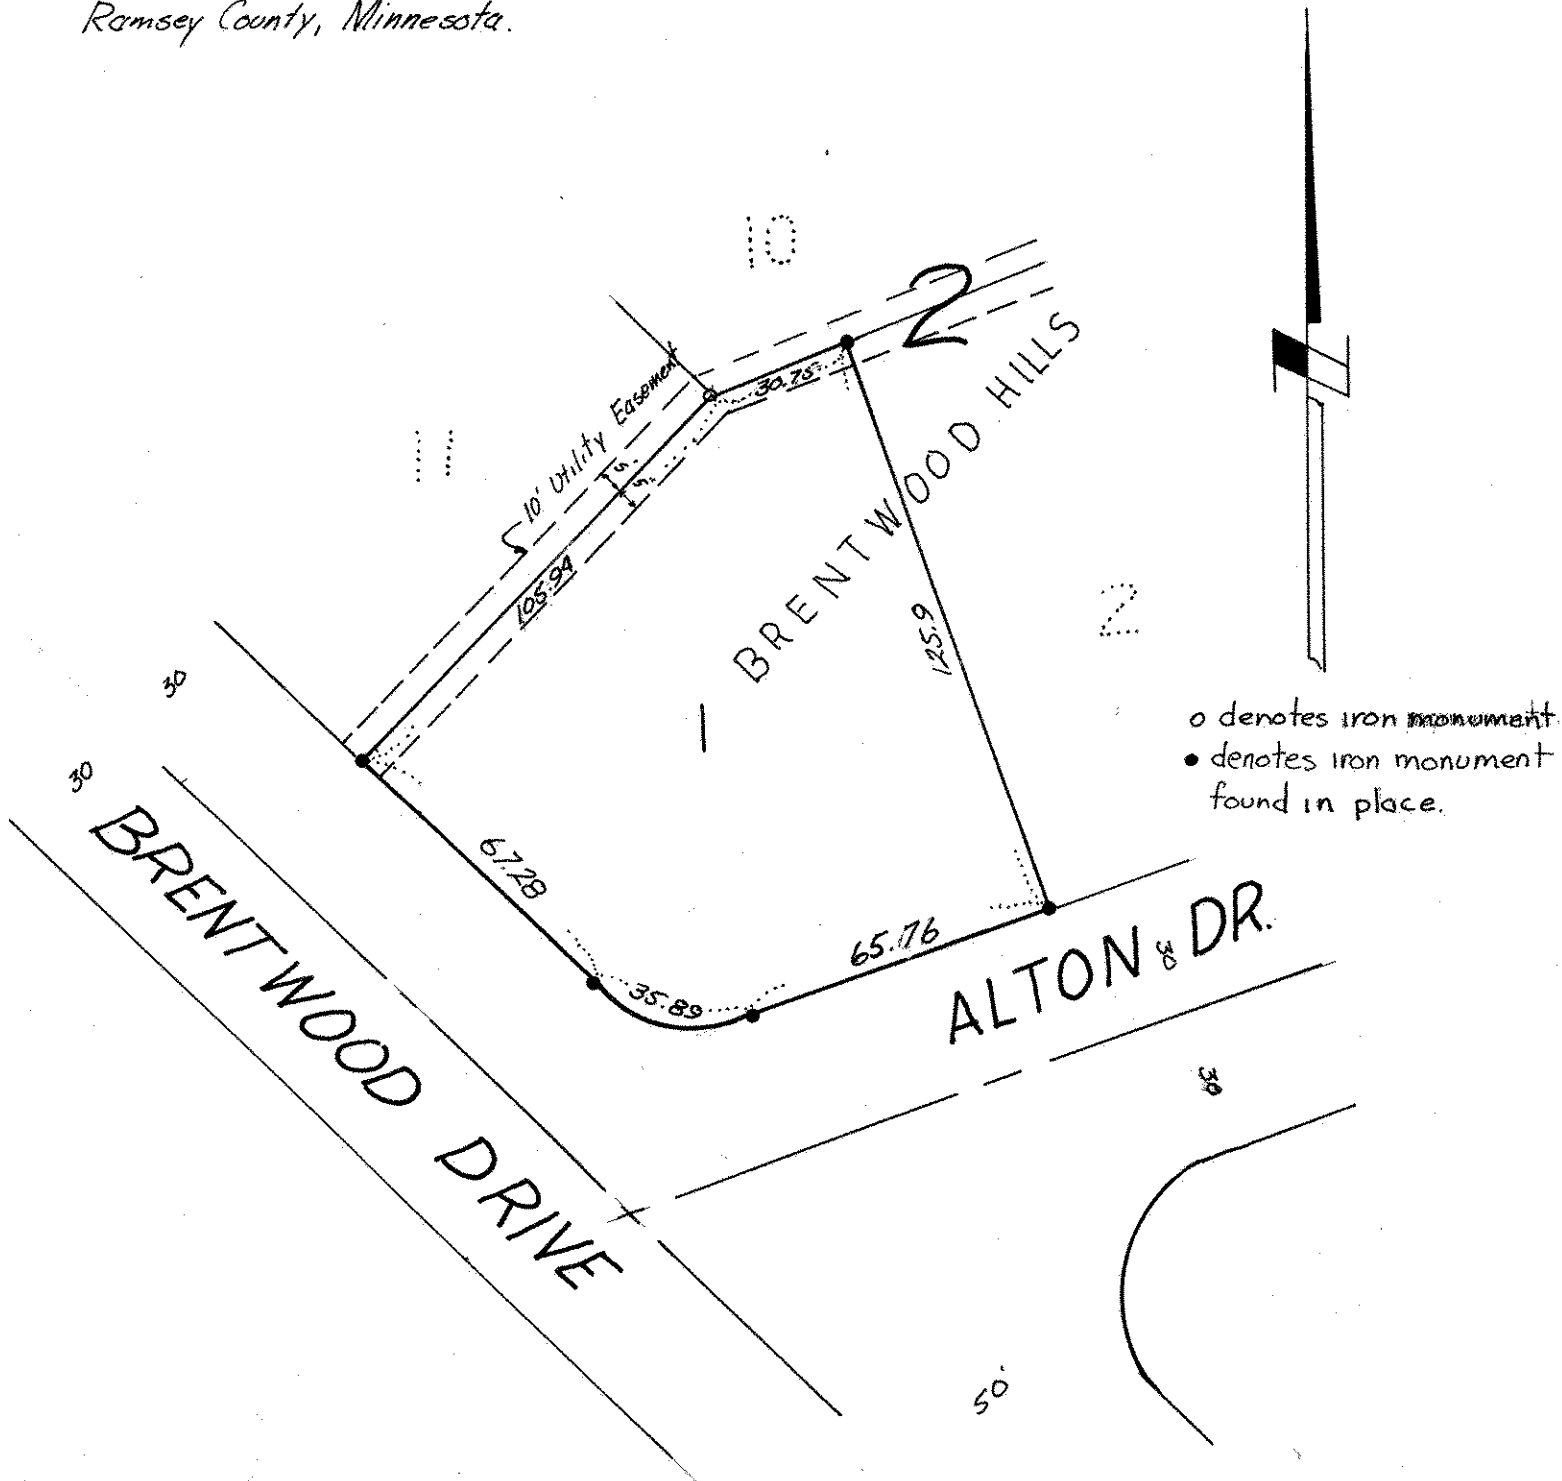 Ramsey County, Minnesota.
10
2
30.75
10' Utility Easement
5'
5'
11
105.94
BRENTWOOD HILLS
125.9
2
1
30
30
67.28
35.89
65.76
o denotes iron monument
● denotes iron monument
found in place.
BRENTWOOD DRIVE
ALTON DR.
30
30
50'